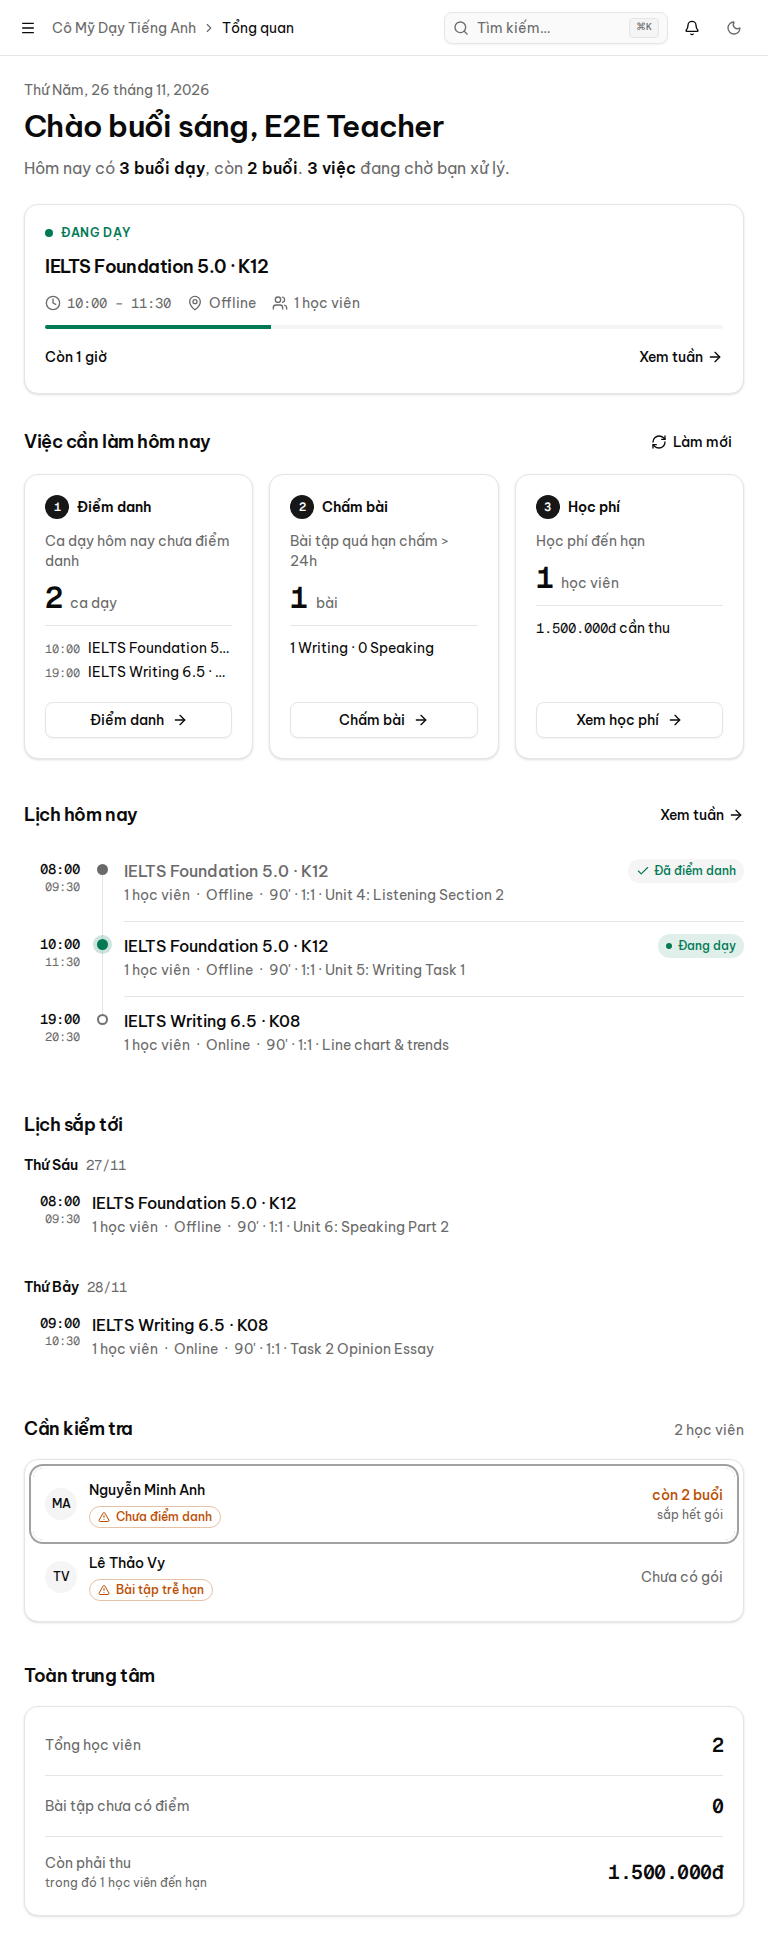 Cô Mỹ Dạy Tiếng Anh > Tổng quan
Tìm kiếm... ⌘K
Thứ Năm, 26 tháng 11, 2026
Chào buổi sáng, E2E Teacher
Hôm nay có 3 buổi dạy, còn 2 buổi. 3 việc đang chờ bạn xử lý.
ĐANG DẠY
IELTS Foundation 5.0 · K12
10:00 – 11:30 Offline 1 học viên
Còn 1 giờ
Xem tuần →
Việc cần làm hôm nay
Làm mới
1 Điểm danh
Ca dạy hôm nay chưa điểm
danh
2 ca dạy
10:00 IELTS Foundation 5...
19:00 IELTS Writing 6.5 · ...
Điểm danh →
2 Chấm bài
Bài tập quá hạn chấm >
24h
1 bài
1 Writing · 0 Speaking
Chấm bài →
3 Học phí
Học phí đến hạn
1 học viên
1.500.000đ cần thu
Xem học phí →
Lịch hôm nay
Xem tuần →
08:00 IELTS Foundation 5.0 · K12 Đã điểm danh
09:30 1 học viên · Offline · 90' · 1:1 · Unit 4: Listening Section 2
10:00 IELTS Foundation 5.0 · K12 Đang dạy
11:30 1 học viên · Offline · 90' · 1:1 · Unit 5: Writing Task 1
19:00 IELTS Writing 6.5 · K08
20:30 1 học viên · Online · 90' · 1:1 · Line chart & trends
Lịch sắp tới
Thứ Sáu 27/11
08:00 IELTS Foundation 5.0 · K12
09:30 1 học viên · Offline · 90' · 1:1 · Unit 6: Speaking Part 2
Thứ Bảy 28/11
09:00 IELTS Writing 6.5 · K08
10:30 1 học viên · Online · 90' · 1:1 · Task 2 Opinion Essay
Cần kiểm tra
2 học viên
MA Nguyễn Minh Anh
Chưa điểm danh
còn 2 buổi
sắp hết gói
TV Lê Thảo Vy
Bài tập trễ hạn
Chưa có gói
Toàn trung tâm
Tổng học viên 2
Bài tập chưa có điểm 0
Còn phải thu
trong đó 1 học viên đến hạn
1.500.000đ